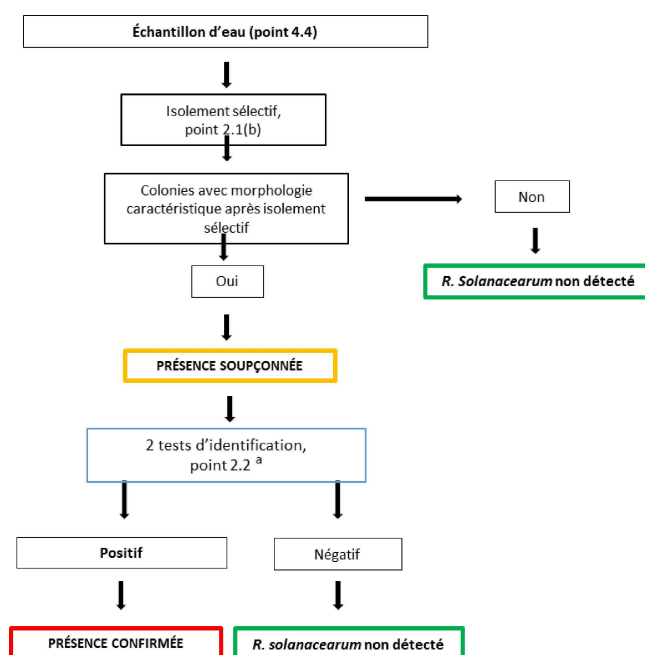 Échantillon d'eau (point 4.4)
Isolement sélectif,
point 2.1(b)
Colonies avec morphologie
caractéristique après isolement
sélectif
Non
Oui
R. Solanacearum non détecté
PRÉSENCE SOUPÇONNÉE
2 tests d'identification,
point 2.2 a
Positif
Négatif
PRÉSENCE CONFIRMÉE
R. solanacearum non détecté